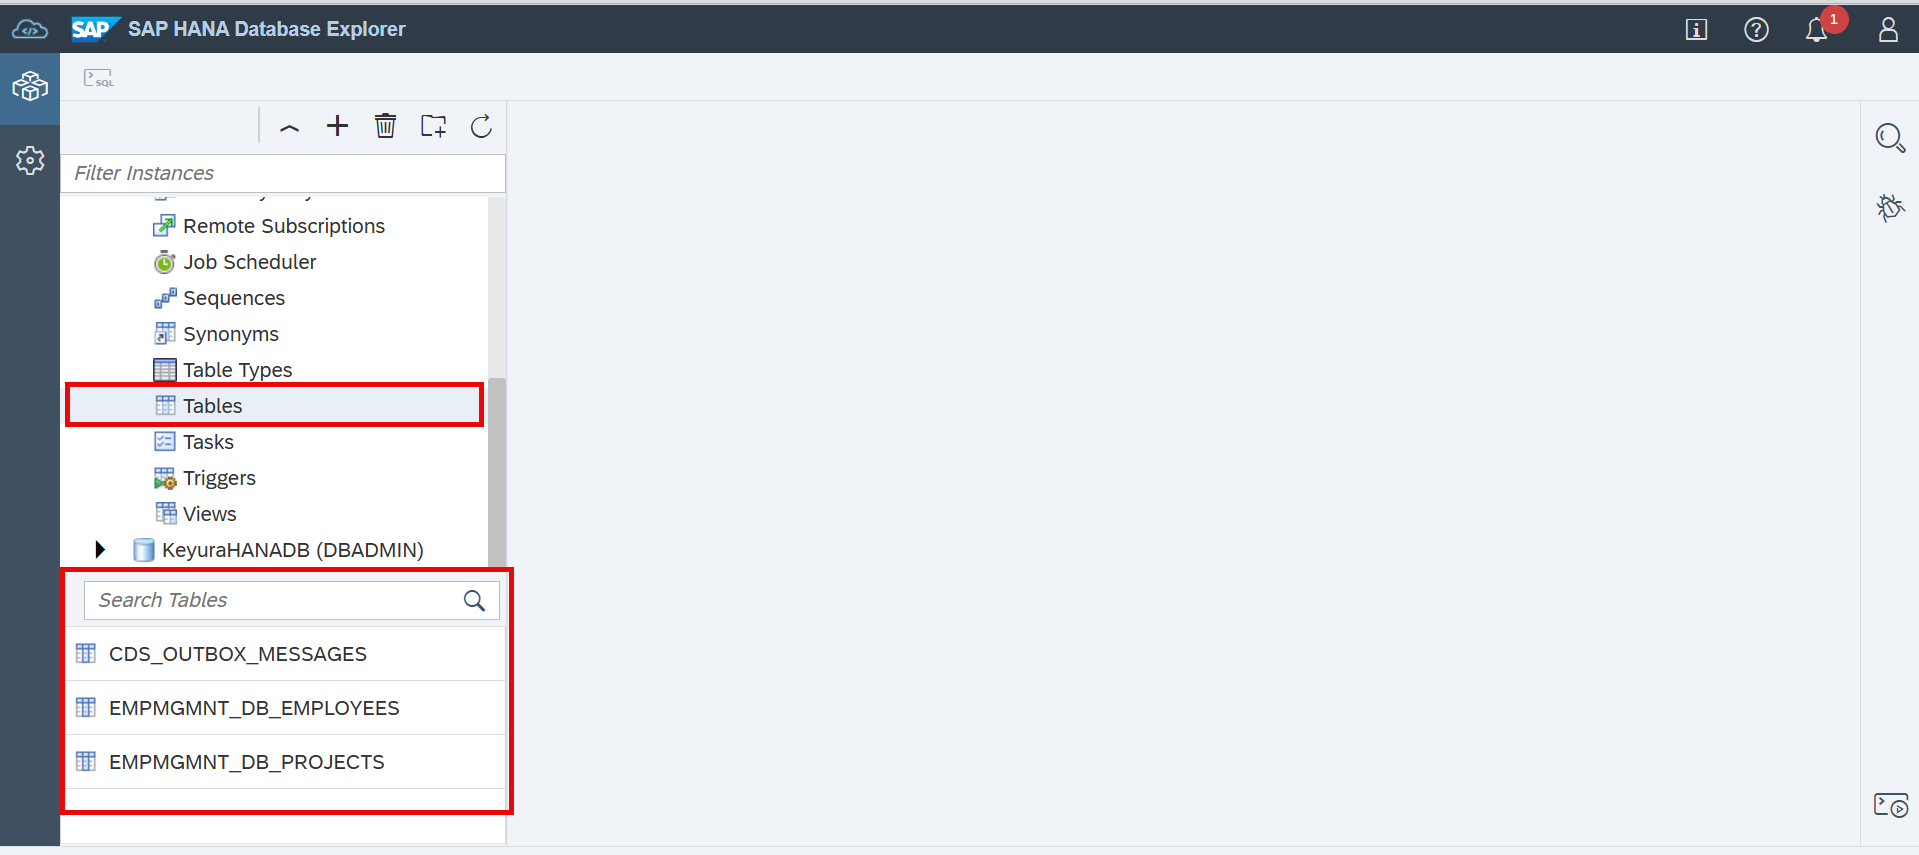 SAP SAP HANA Database Explorer
1
SQL
Filter Instances
Remote Subscriptions
Job Scheduler
Sequences
Synonyms
Table Types
Tables
Tasks
Triggers
Views
KeyuraHANADB (DBADMIN)
Search Tables
CDS_OUTBOX_MESSAGES
EMPMGMNT_DB_EMPLOYEES
EMPMGMNT_DB_PROJECTS